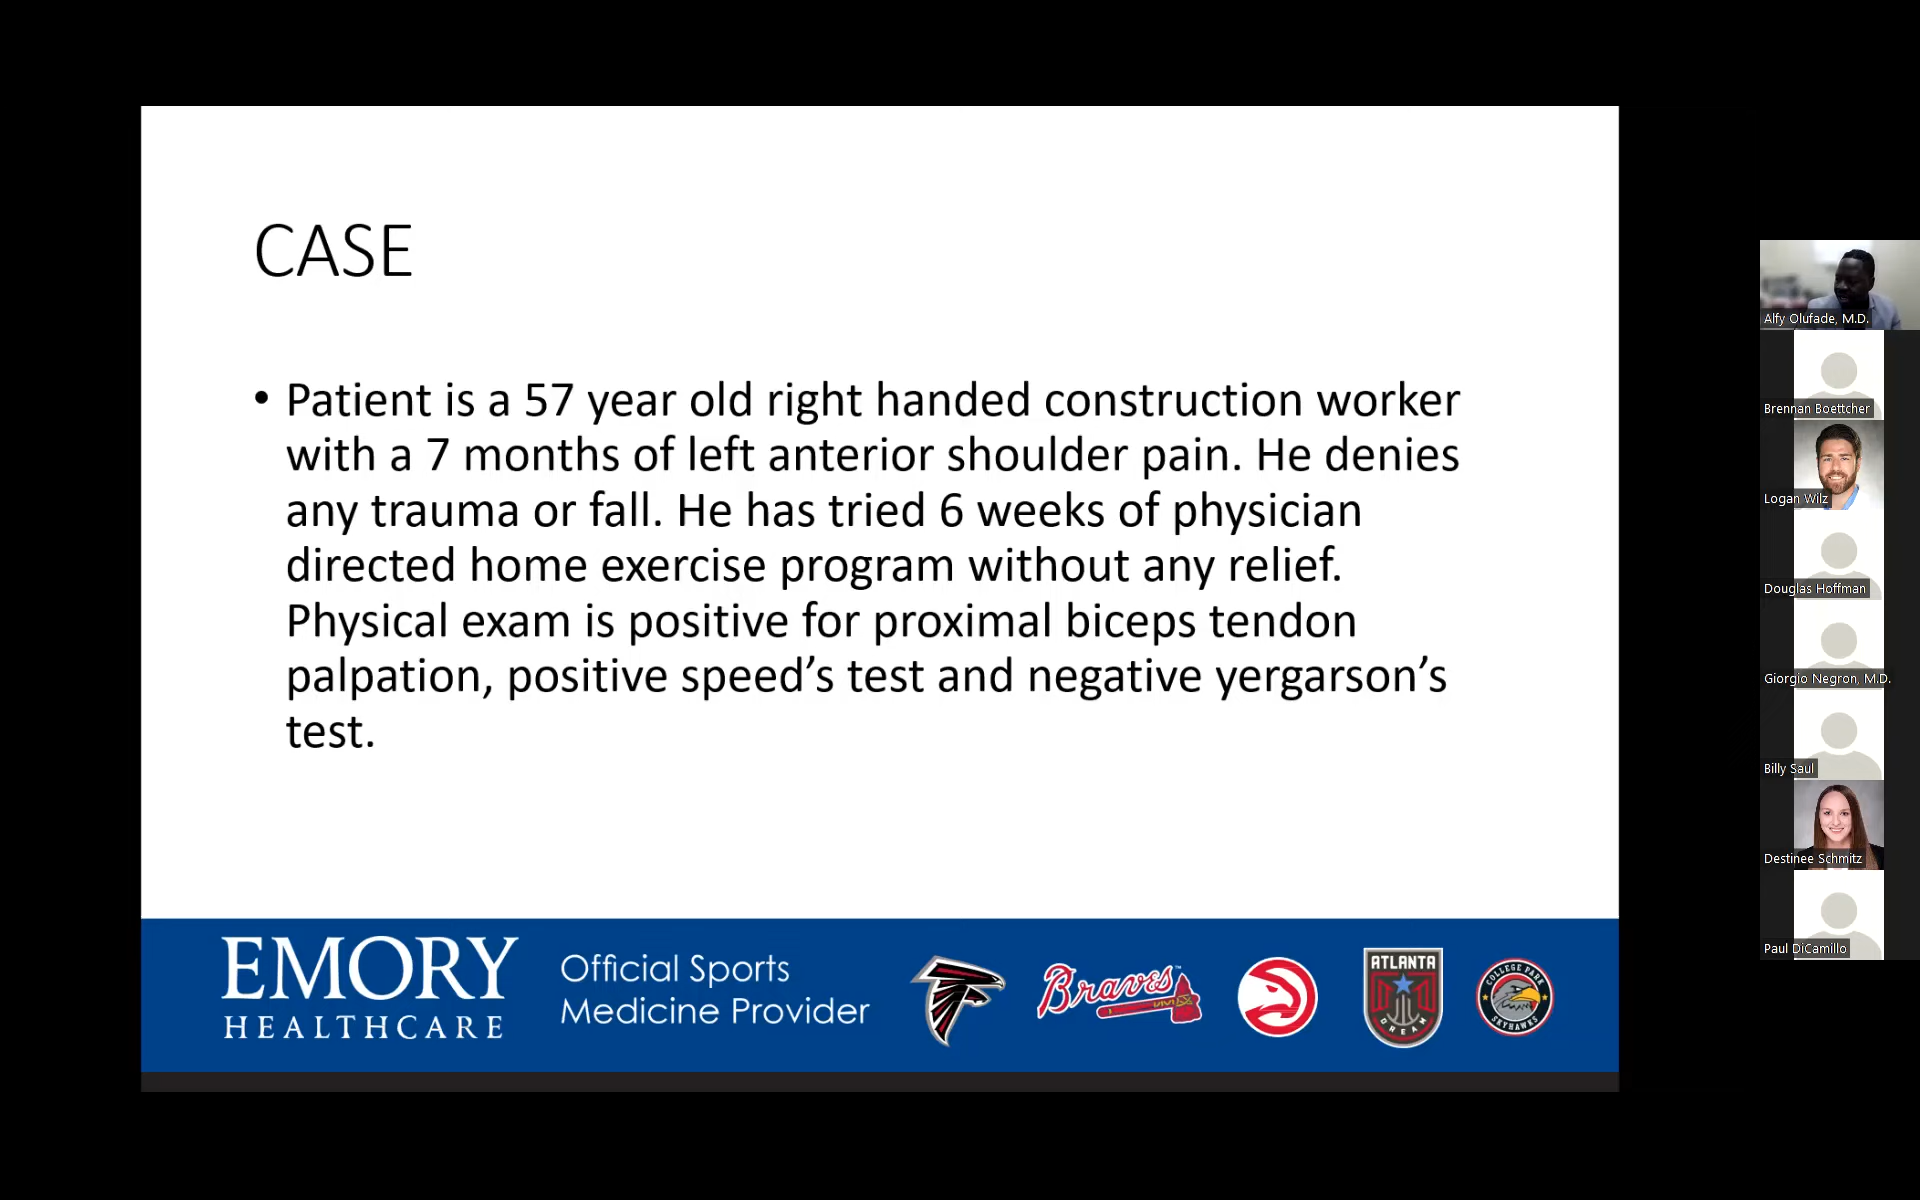 CASE
• Patient is a 57 year old right handed construction worker
with a 7 months of left anterior shoulder pain. He denies
any trauma or fall. He has tried 6 weeks of physician
directed home exercise program without any relief.
Physical exam is positive for proximal biceps tendon
palpation, positive speed’s test and negative yergarson’s
test.
EMORY
HEALTHCARE
Official Sports
Medicine Provider
Braves
ATLANTA
DREAM
COLLEGE PARK
SKYHAWKS
Alfy Olufade, M.D.
Brennan Boettcher
Logan Wilz
Douglas Hoffman
Giorgio Negron, M.D.
Billy Saul
Destinee Schmitz
Paul DiCamillo